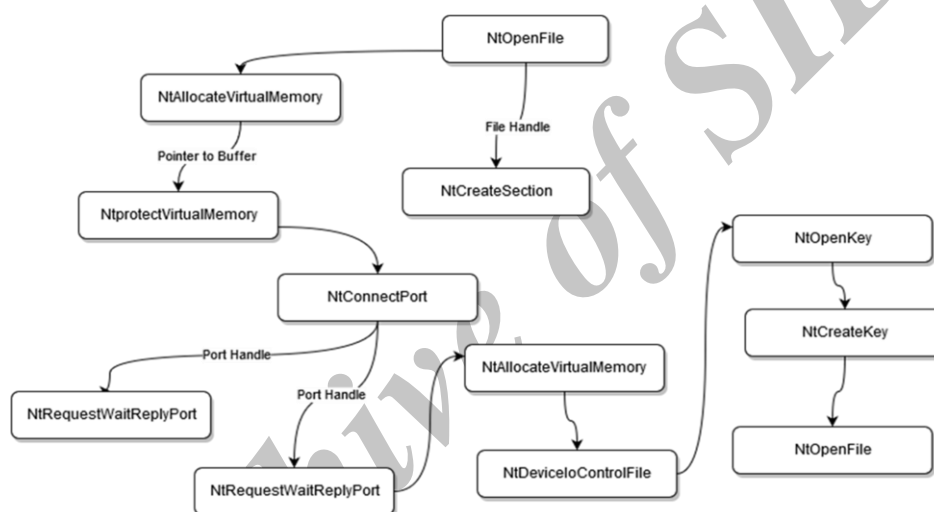 NtOpenFile
NtAllocateVirtualMemory
File Handle
Pointer to Buffer
NtCreateSection
NtprotectVirtualMemory
NtOpenKey
NtConnectPort
NtCreateKey
Port Handle
NtAllocateVirtualMemory
Port Handle
NtRequestWaitReplyPort
NtOpenFile
NtDeviceIoControlFile
NtRequestWaitReplyPort